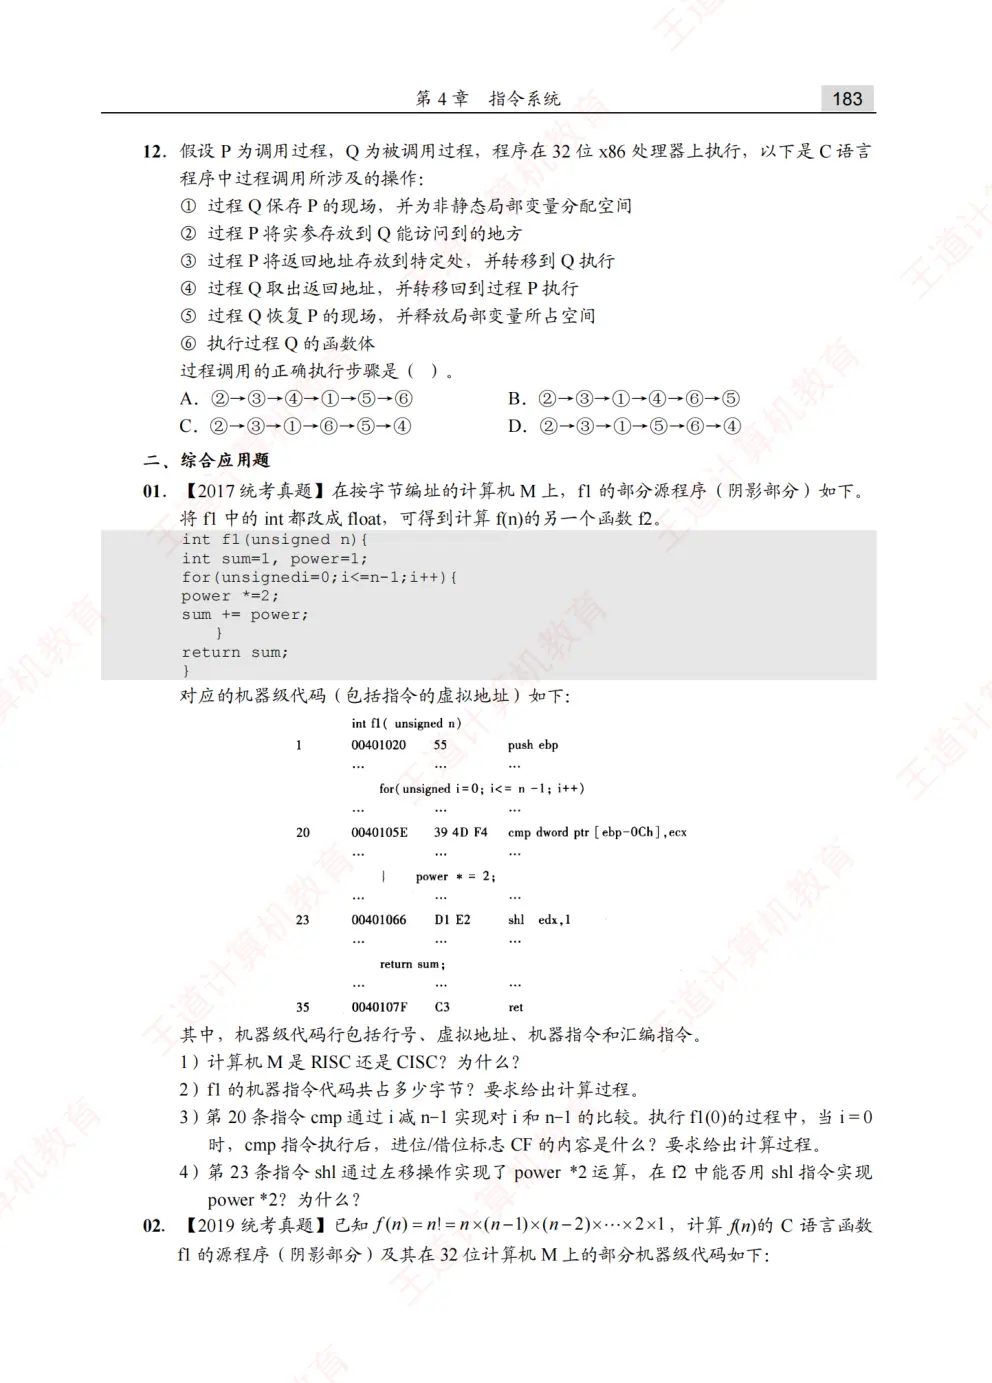 第 4 章 指令系统 183
12. 假设 P 为调用过程，Q 为被调用过程，程序在 32 位 x86 处理器上执行，以下是 C 语言
程序中过程调用所涉及的操作：
① 过程 Q 保存 P 的现场，并为非静态局部变量分配空间
② 过程 P 将实参存放到 Q 能访问到的地方
③ 过程 P 将返回地址存放到特定处，并转移到 Q 执行
④ 过程 Q 取出返回地址，并转移回到过程 P 执行
⑤ 过程 Q 恢复 P 的现场，并释放局部变量所占空间
⑥ 执行过程 Q 的函数体
过程调用的正确执行步骤是（ ）。
A. ②→③→④→①→⑤→⑥ B. ②→③→①→④→⑥→⑤
C. ②→③→①→⑥→⑤→④ D. ②→③→①→⑤→⑥→④
二、综合应用题
01. 【2017 统考真题】在按字节编址的计算机 M 上，f1 的部分源程序（阴影部分）如下。
将 f1 中的 int 都改成 float，可得到计算 f(n)的另一个函数 f2。
int f1(unsigned n){
int sum=1, power=1;
for(unsignedi=0;i<=n-1;i++){
power *=2;
sum += power;
}
return sum;
}
对应的机器级代码（包括指令的虚拟地址）如下：
int f1( unsigned n)
1 00401020 55 push ebp
… … …
for( unsigned i=0; i<= n -1; i++)
… … …
20 0040105E 39 4D F4 cmp dword ptr [ebp-0Ch],ecx
… … …
| power * = 2;
… … …
23 00401066 D1 E2 shl edx,1
… … …
return sum;
… … …
35 0040107F C3 ret
其中，机器级代码行包括行号、虚拟地址、机器指令和汇编指令。
1）计算机 M 是 RISC 还是 CISC？为什么？
2）f1 的机器指令代码共占多少字节？要求给出计算过程。
3）第 20 条指令 cmp 通过 i 减 n−1 实现对 i 和 n−1 的比较。执行 f1(0)的过程中，当 i = 0
时，cmp 指令执行后，进位/借位标志 CF 的内容是什么？要求给出计算过程。
4）第 23 条指令 shl 通过左移操作实现了 power *2 运算，在 f2 中能否用 shl 指令实现
power *2？为什么？
02. 【2019 统考真题】已知 f(n) = n! = n×(n−1)×(n−2)×⋯×2×1，计算 f(n)的 C 语言函数
f1 的源程序（阴影部分）及其在 32 位计算机 M 上的部分机器级代码如下：